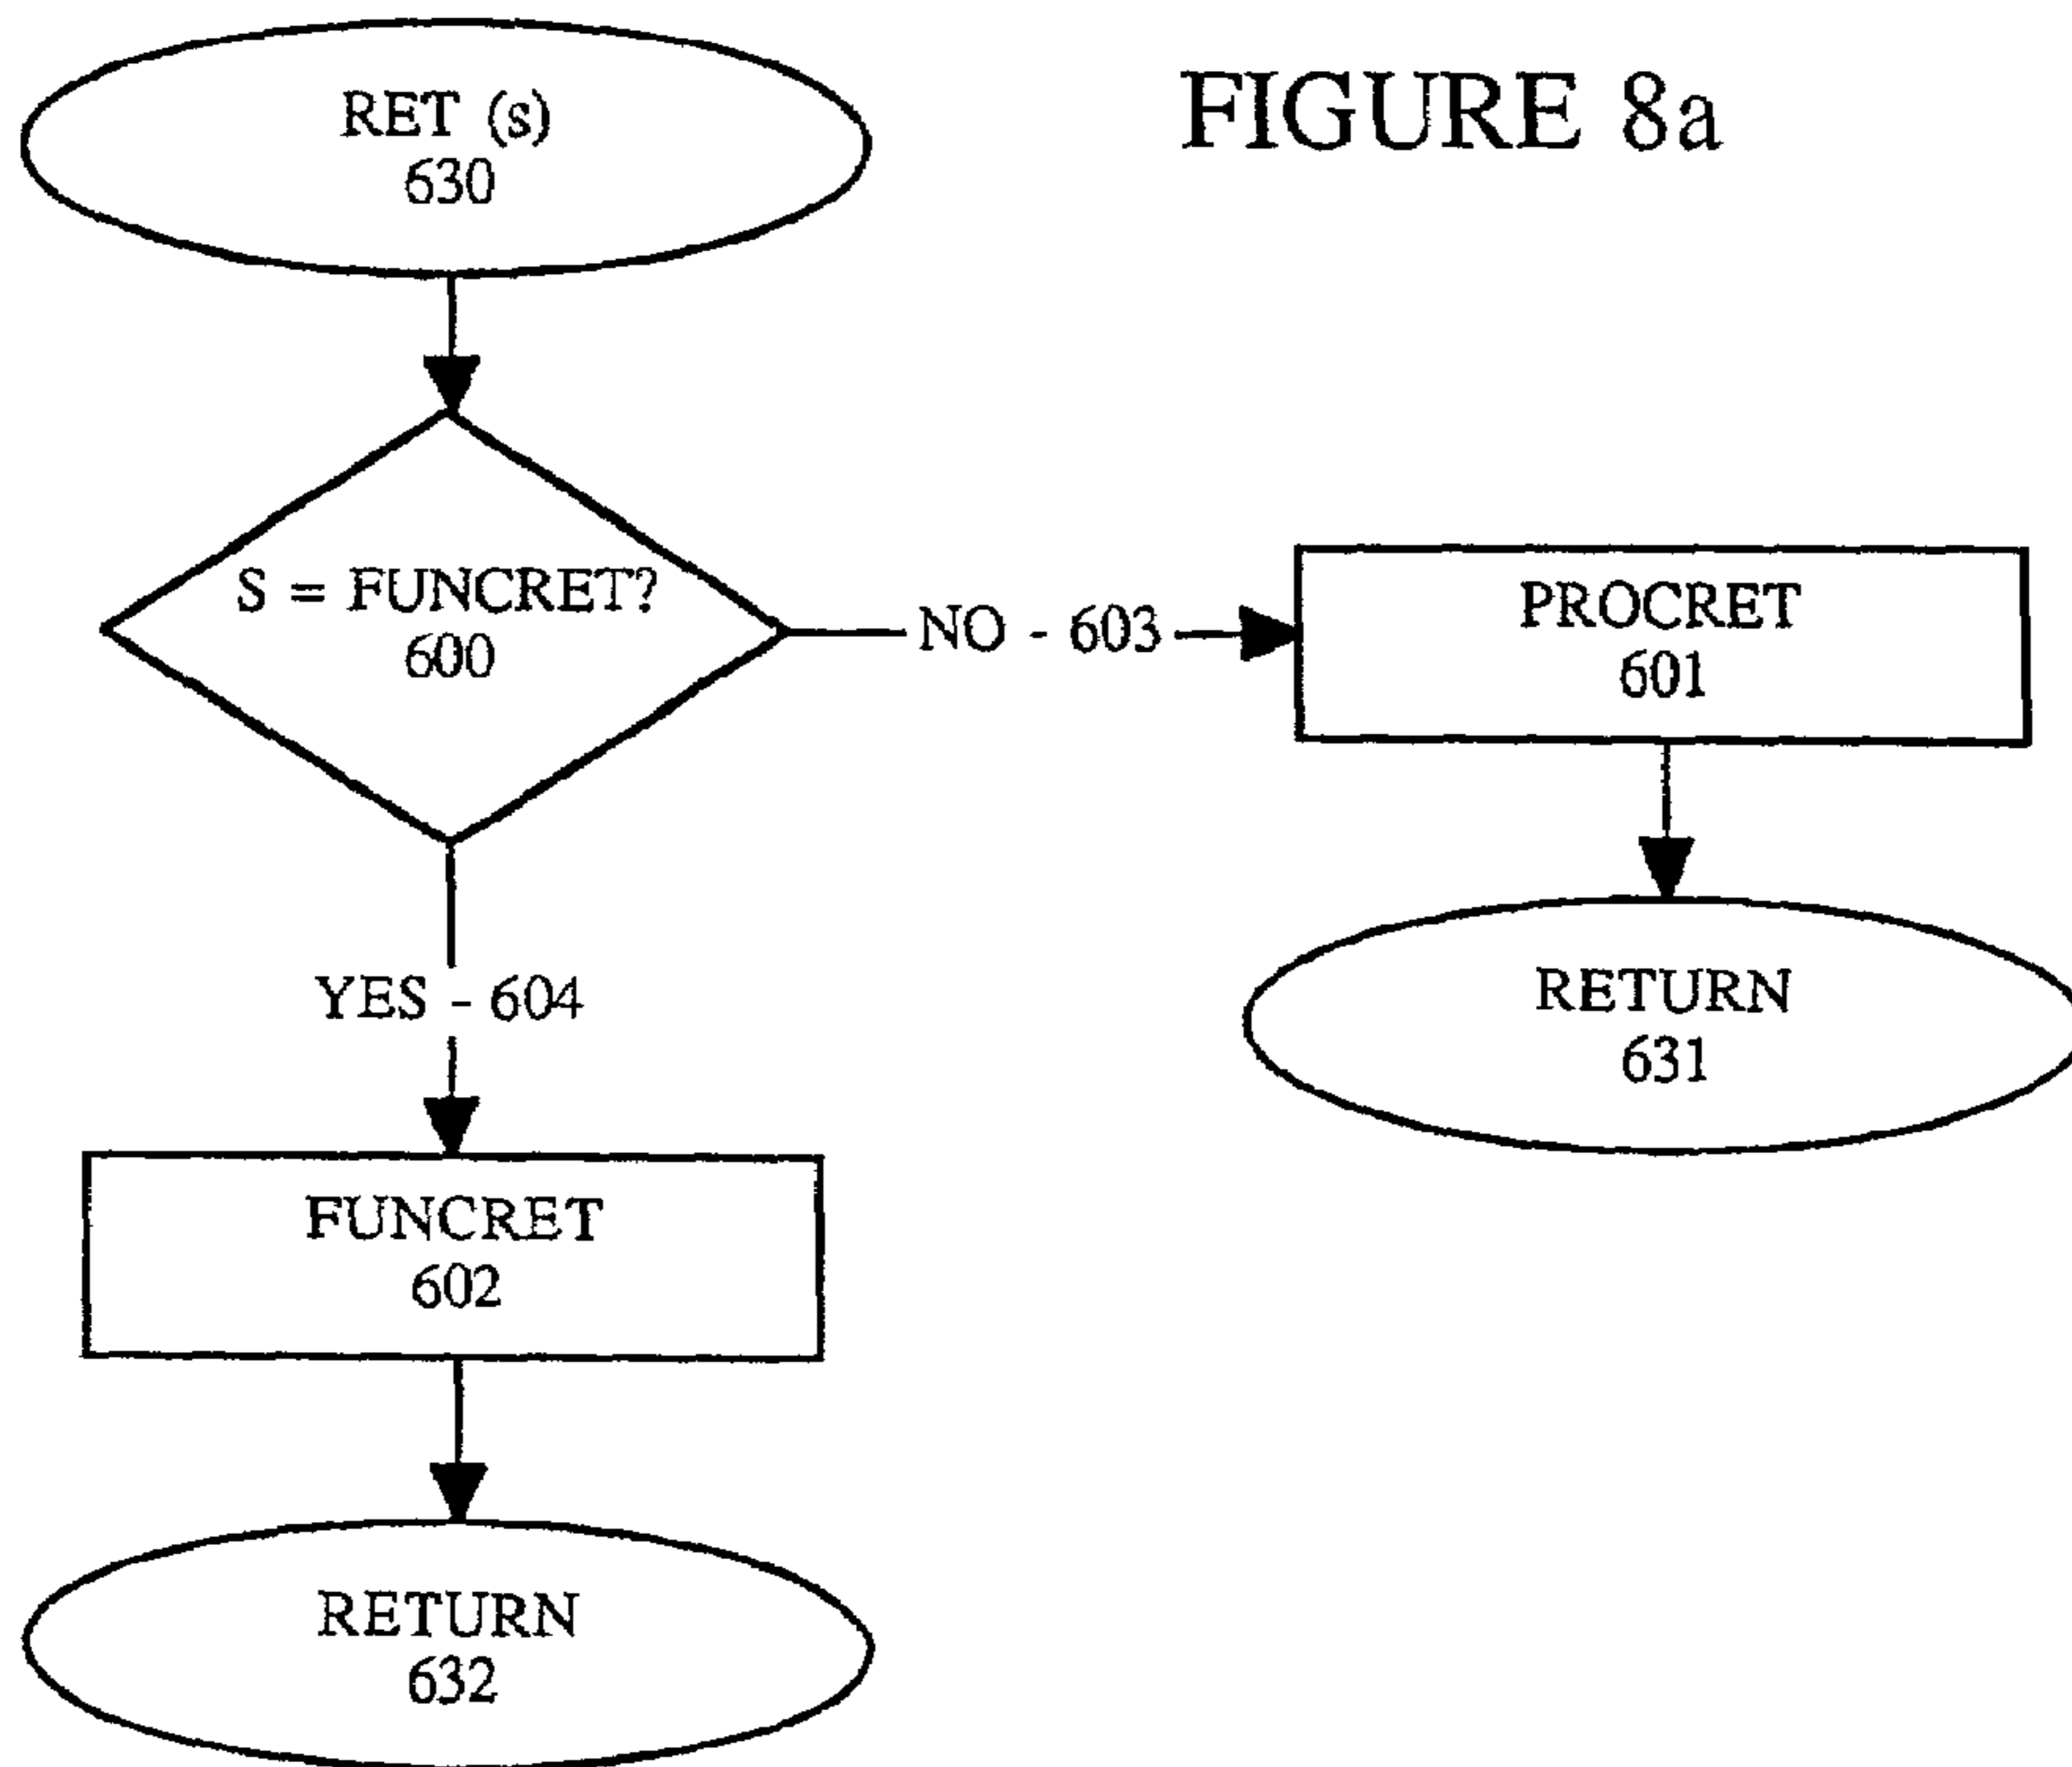 FIGURE 8a
RET (s)
630
S = FUNCRET?
600
NO - 603
PROCRET
601
RETURN
631
YES - 604
FUNCRET
602
RETURN
632